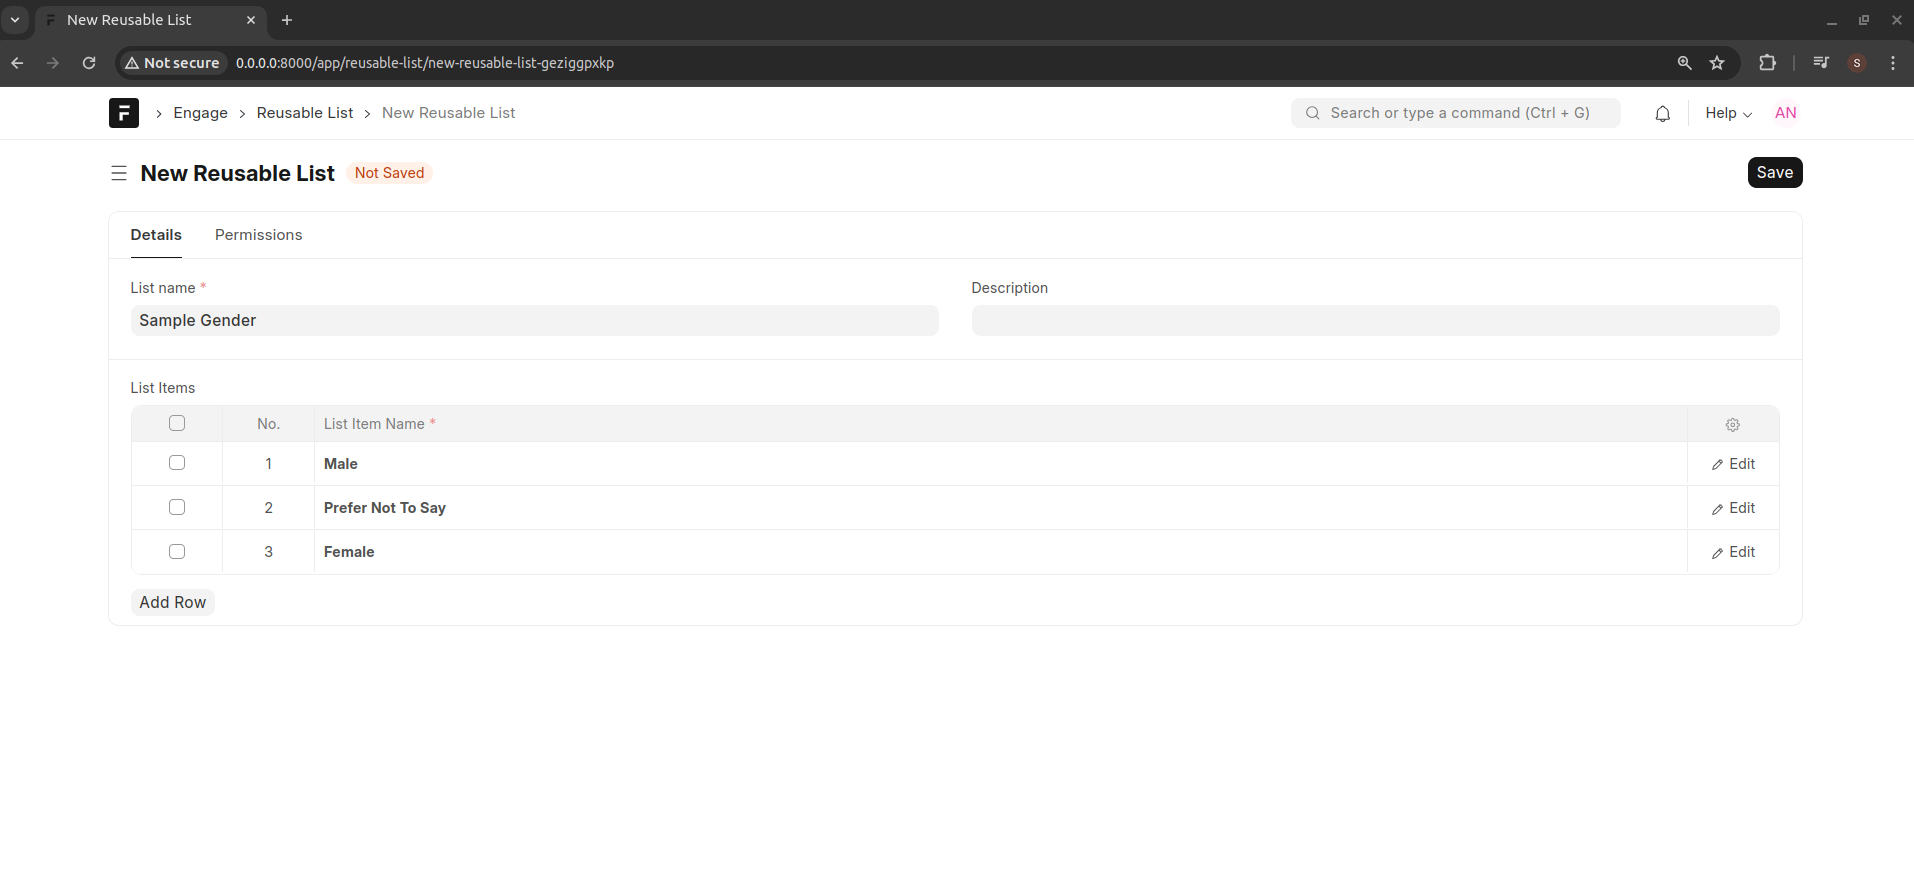 New Reusable List
Not secure 0.0.0.0:8000/app/reusable-list/new-reusable-list-geziggpxkp
S
Engage Reusable List New Reusable List
Search or type a command (Ctrl + G)
Help
AN
New Reusable List Not Saved
Save
Details Permissions
List name *
Sample Gender
Description
List Items
No. List Item Name *
1 Male Edit
2 Prefer Not To Say Edit
3 Female Edit
Add Row